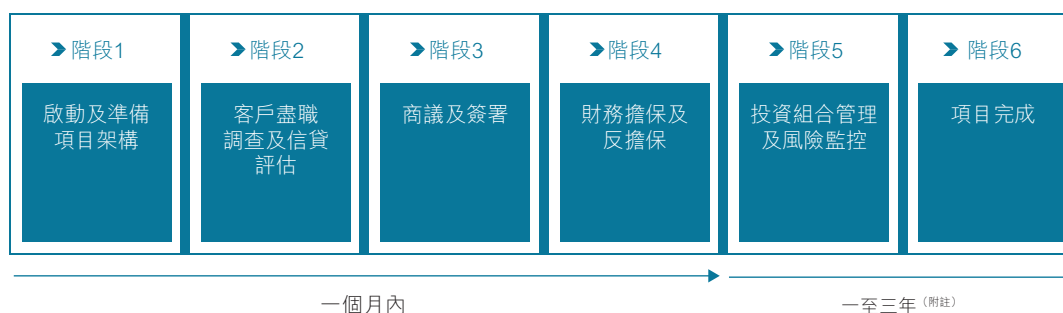 階段1
階段2
階段3
階段4
階段5
階段6
啟動及準備
項目架構
客戶盡職
調查及信貸
評估
商議及簽署
財務擔保及
反擔保
投資組合管理
及風險監控
項目完成
一個月內
一至三年（附註）